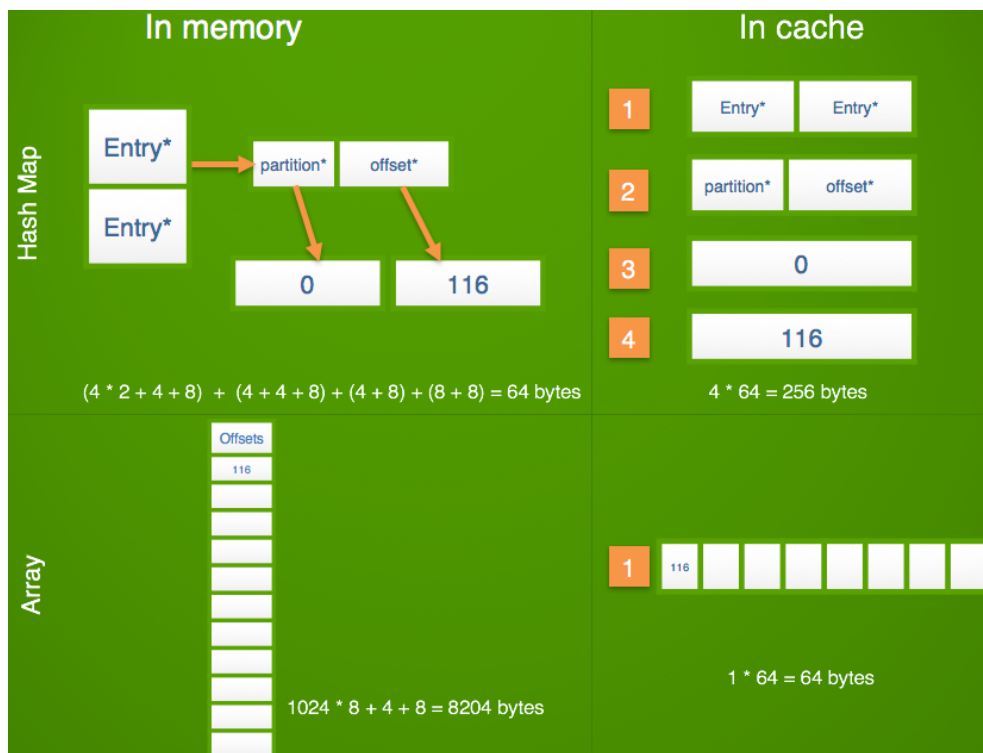 In memory
In cache
Hash Map
Entry*
Entry*
partition*
offset*
0
116
(4 * 2 + 4 + 8) + (4 + 4 + 8) + (4 + 8) + (8 + 8) = 64 bytes
1
Entry*
Entry*
2
partition*
offset*
3
0
4
116
4 * 64 = 256 bytes
Array
Offsets
116
1024 * 8 + 4 + 8 = 8204 bytes
1
116
1 * 64 = 64 bytes